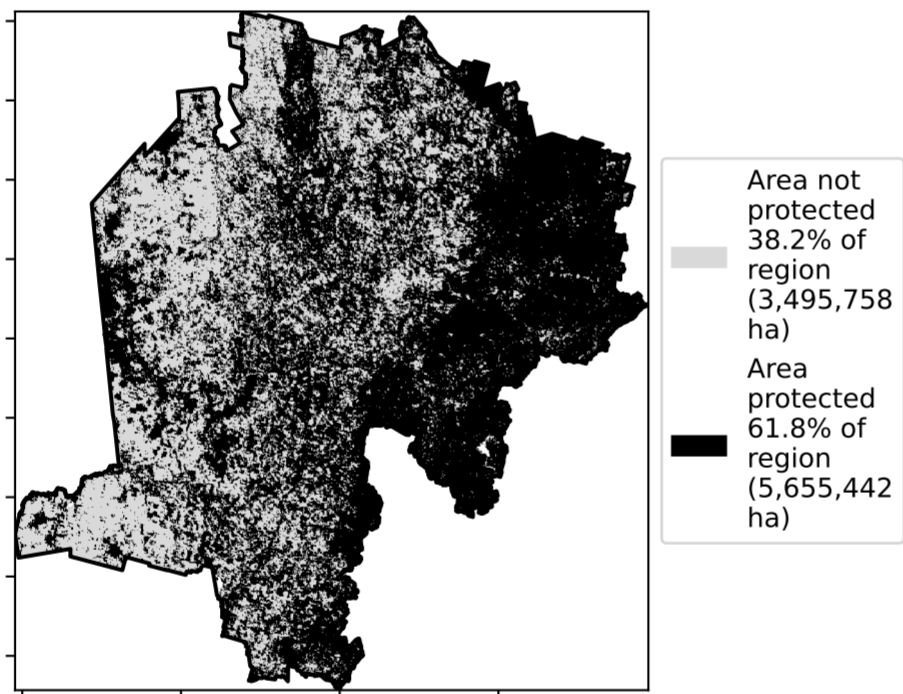 Area not
protected
38.2% of
region
(3,495,758
ha)
Area
protected
61.8% of
region
(5,655,442
ha)